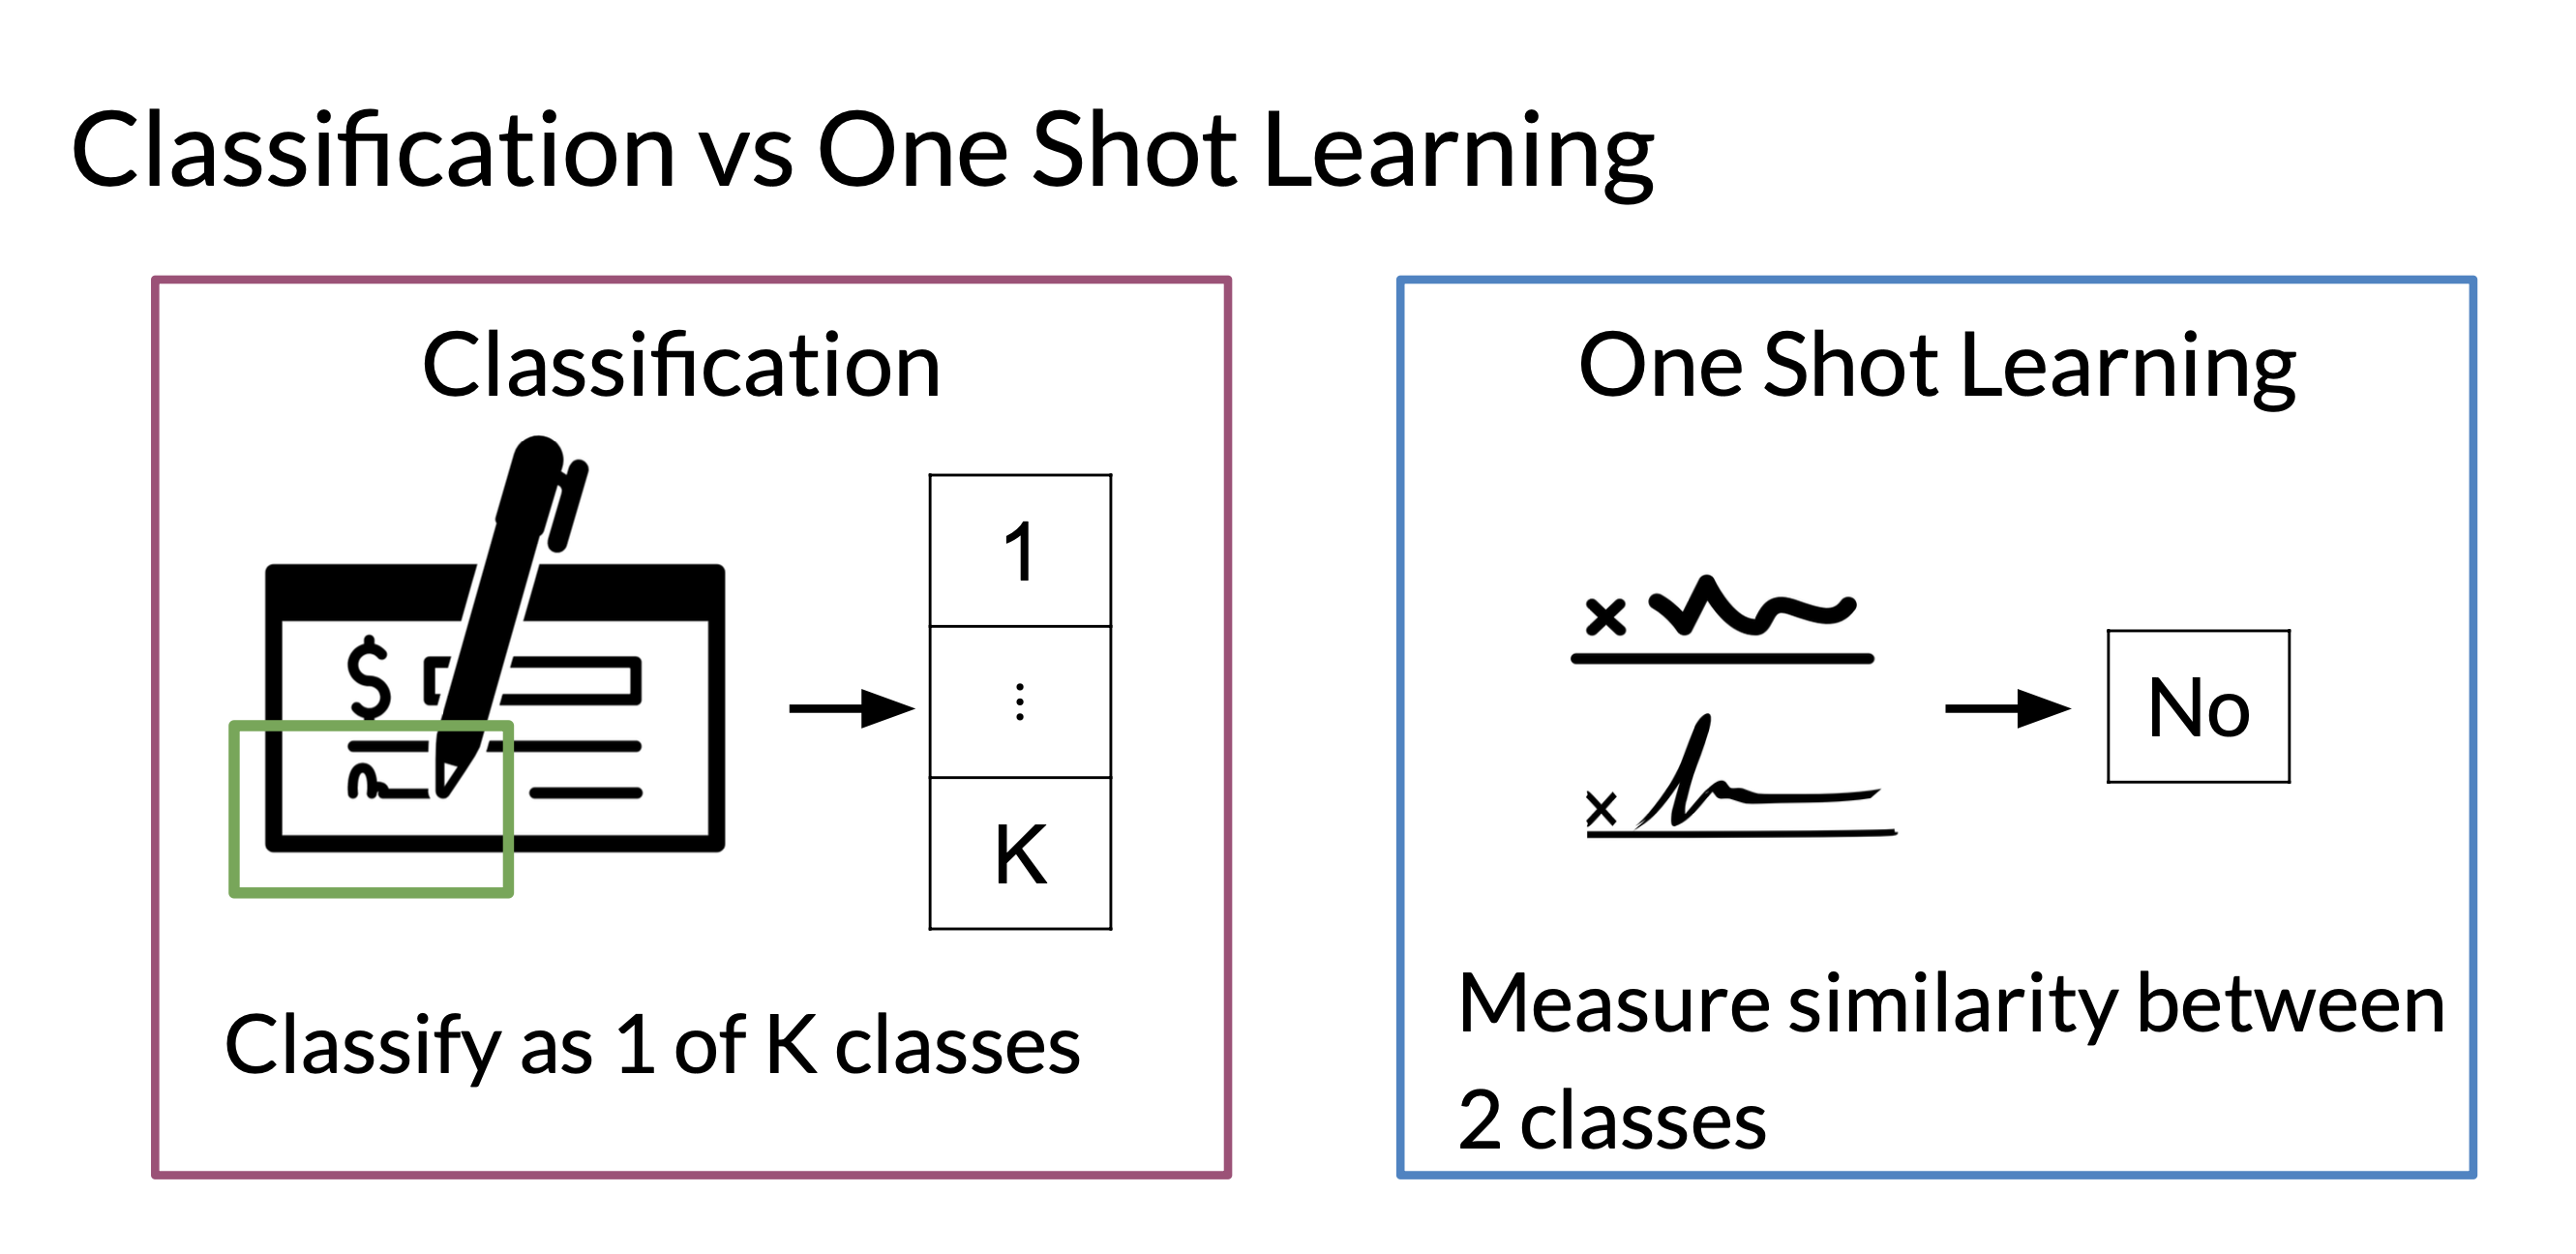 Classification vs One Shot Learning
Classification
$
1
⋮
K
Classify as 1 of K classes
One Shot Learning
x
x
No
Measure similarity between
2 classes